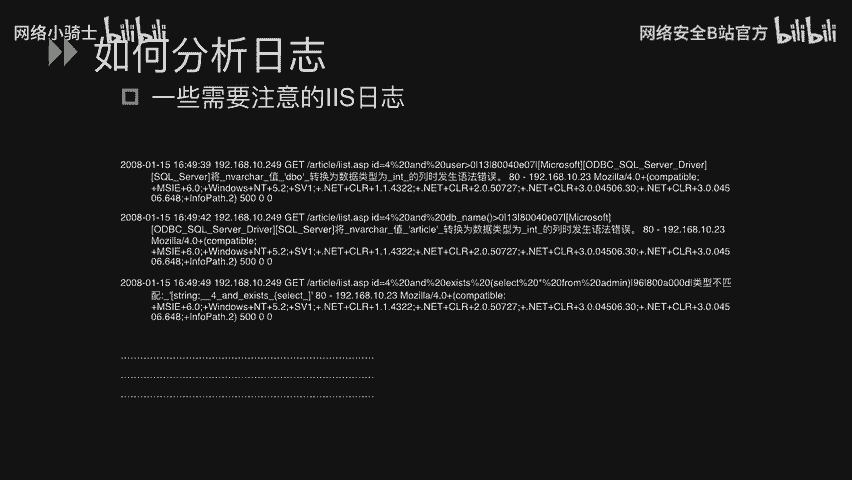 网络小骑士 bilibili
网络安全B站官方 bilibili
如何分析日志
一些需要注意的IIS日志
2008-01-15 16:49:39 192.168.10.249 GET /article/list.asp id=4%20and%20user>0|13|80040e07|[Microsoft][ODBC_SQL_Server_Driver]
[SQL_Server]将_nvarchar_值_'dbo'_转换为数据类型为_int_的列时发生语法错误。 80 - 192.168.10.23 Mozilla/4.0+(compatible;
+MSIE+6.0;+Windows+NT+5.2;+SV1;+.NET+CLR+1.1.4322;+.NET+CLR+2.0.50727;+.NET+CLR+3.0.04506.30;+.NET+CLR+3.0.045
06.648;+InfoPath.2) 500 0 0
2008-01-15 16:49:42 192.168.10.249 GET /article/list.asp id=4%20and%20db_name()>0|13|80040e07|[Microsoft]
[ODBC_SQL_Server_Driver][SQL_Server]将_nvarchar_值_'article'_转换为数据类型为_int_的列时发生语法错误。 80 - 192.168.10.23
Mozilla/4.0+(compatible;
+MSIE+6.0;+Windows+NT+5.2;+SV1;+.NET+CLR+1.1.4322;+.NET+CLR+2.0.50727;+.NET+CLR+3.0.04506.30;+.NET+CLR+3.0.045
06.648;+InfoPath.2) 500 0 0
2008-01-15 16:49:49 192.168.10.249 GET /article/list.asp id=4%20and%20exists%20(select%20*%20from%20admin)|96|800a000d|类型不匹
配:_'[string:__4_and_exists_(select_]' 80 - 192.168.10.23 Mozilla/4.0+(compatible;
+MSIE+6.0;+Windows+NT+5.2;+SV1;+.NET+CLR+1.1.4322;+.NET+CLR+2.0.50727;+.NET+CLR+3.0.04506.30;+.NET+CLR+3.0.045
06.648;+InfoPath.2) 500 0 0